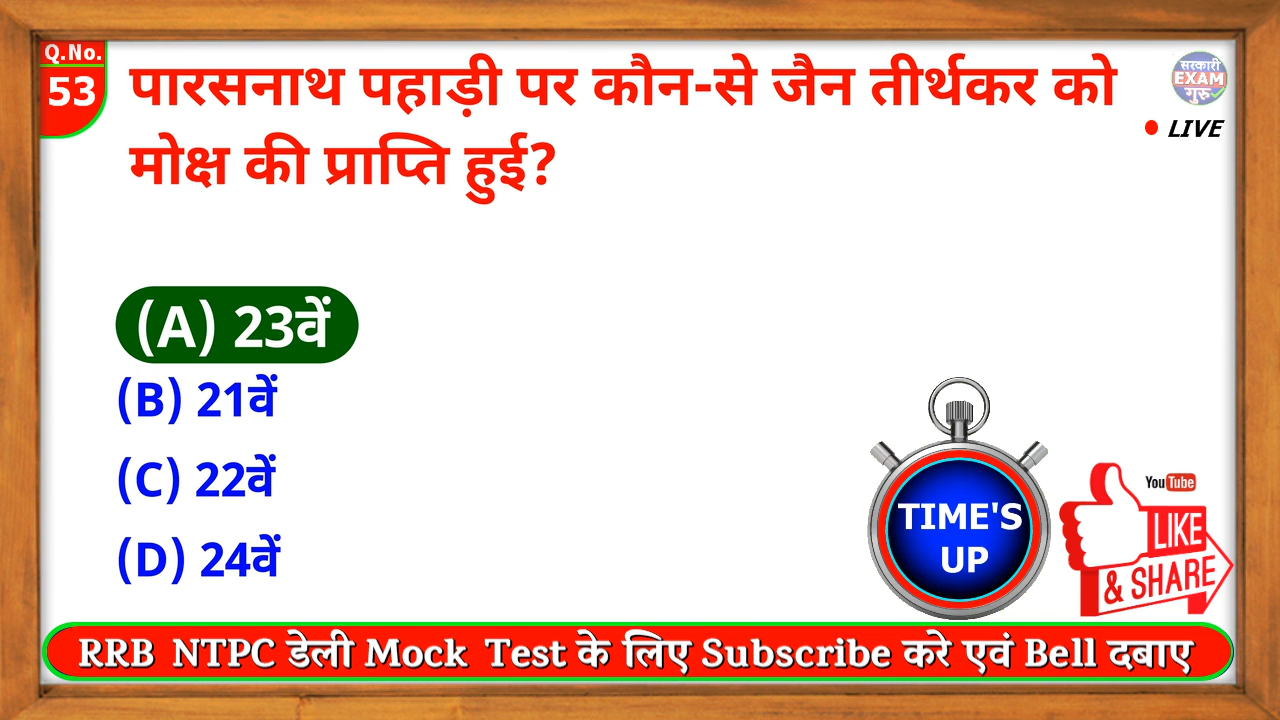 Q.No.
53
पारसनाथ पहाड़ी पर कौन-से जैन तीर्थकर को
मोक्ष की प्राप्ति हुई?
सरकारी
EXAM
गुरु
LIVE
(A) 23वें
(B) 21वें
(C) 22वें
(D) 24वें
TIME'S
UP
YouTube
LIKE
& SHARE
RRB NTPC डेली Mock Test के लिए Subscribe करे एवं Bell दबाए